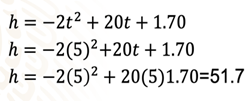 h = −2t² + 20t + 1.70
h = −2(5)²+20t + 1.70
h = −2(5)² + 20(5)1.70=51.7